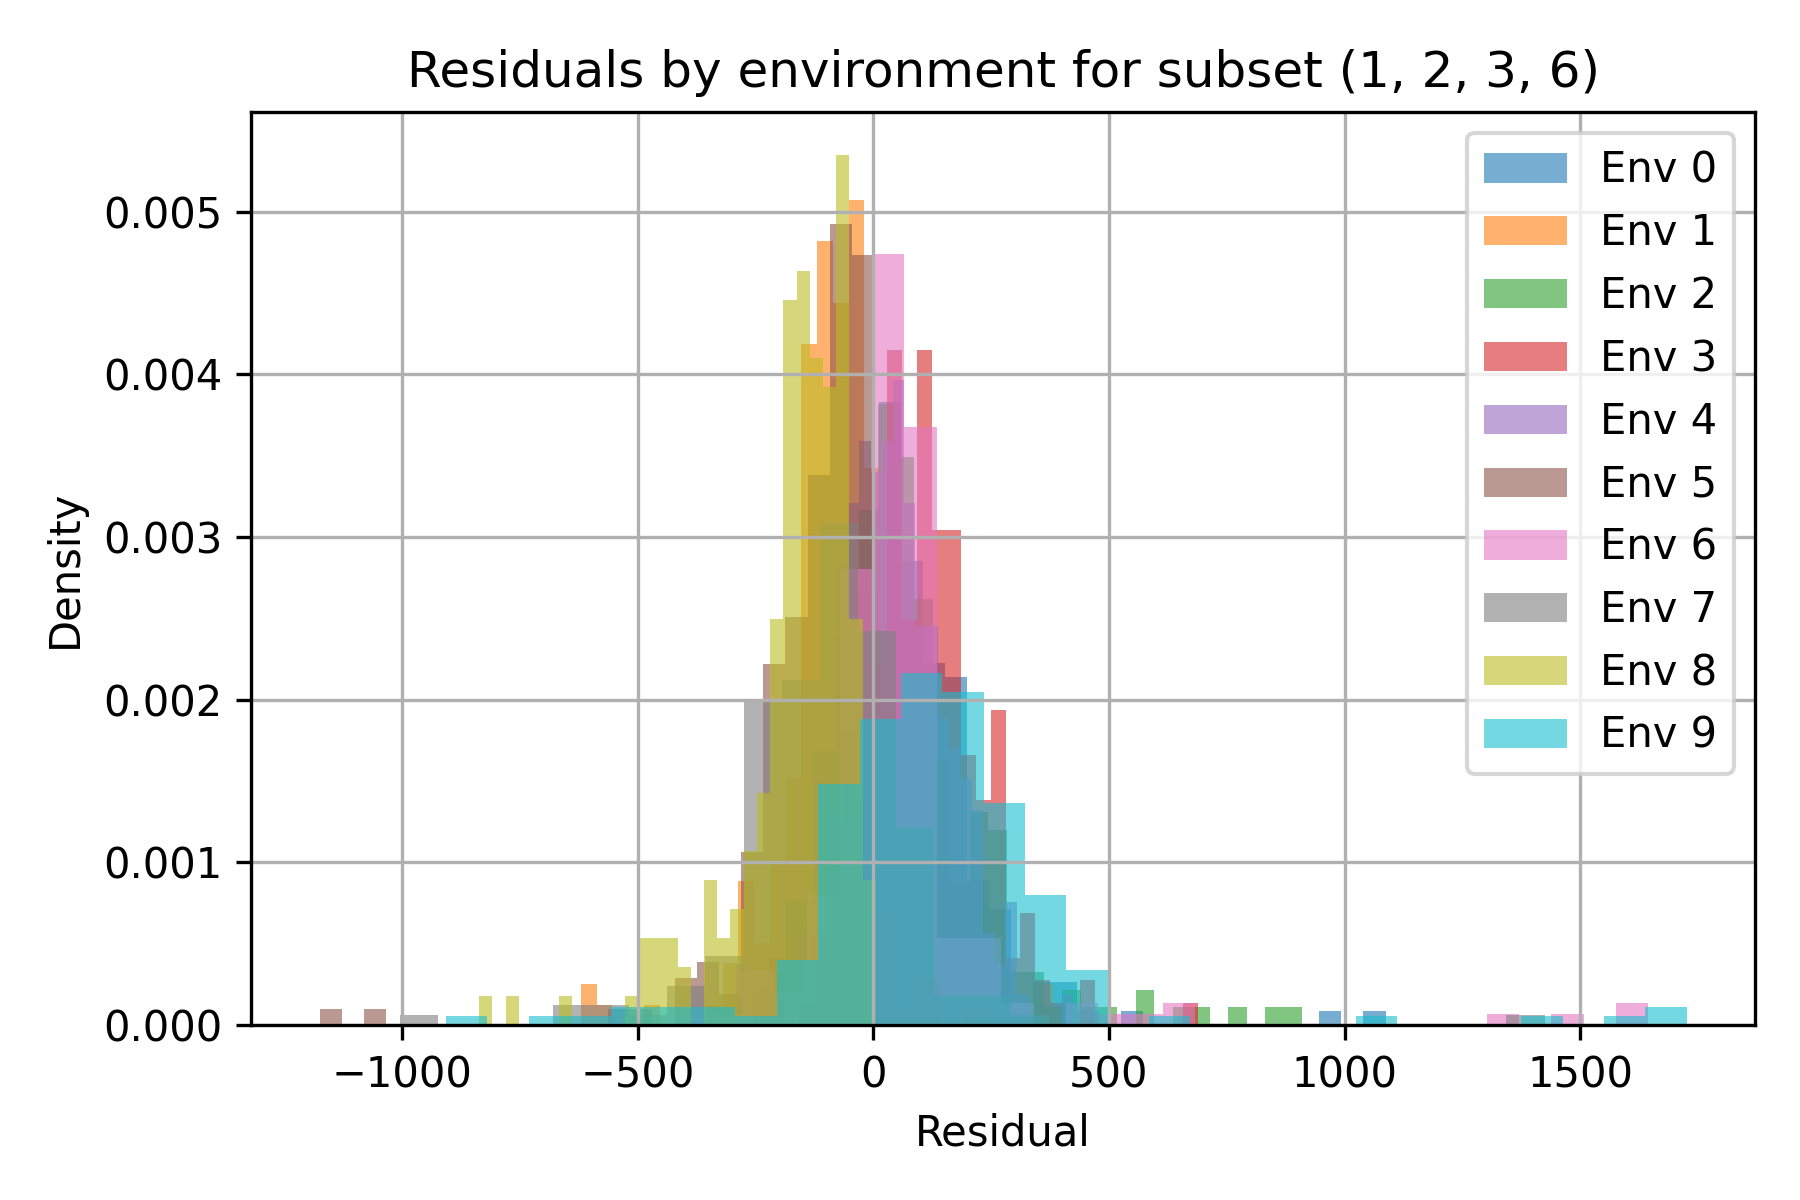 Residuals by environment for subset (1, 2, 3, 6)
Density
0.005
0.004
0.003
0.002
0.001
0.000
−1000
−500
0
500
1000
1500
Residual
Env 0
Env 1
Env 2
Env 3
Env 4
Env 5
Env 6
Env 7
Env 8
Env 9